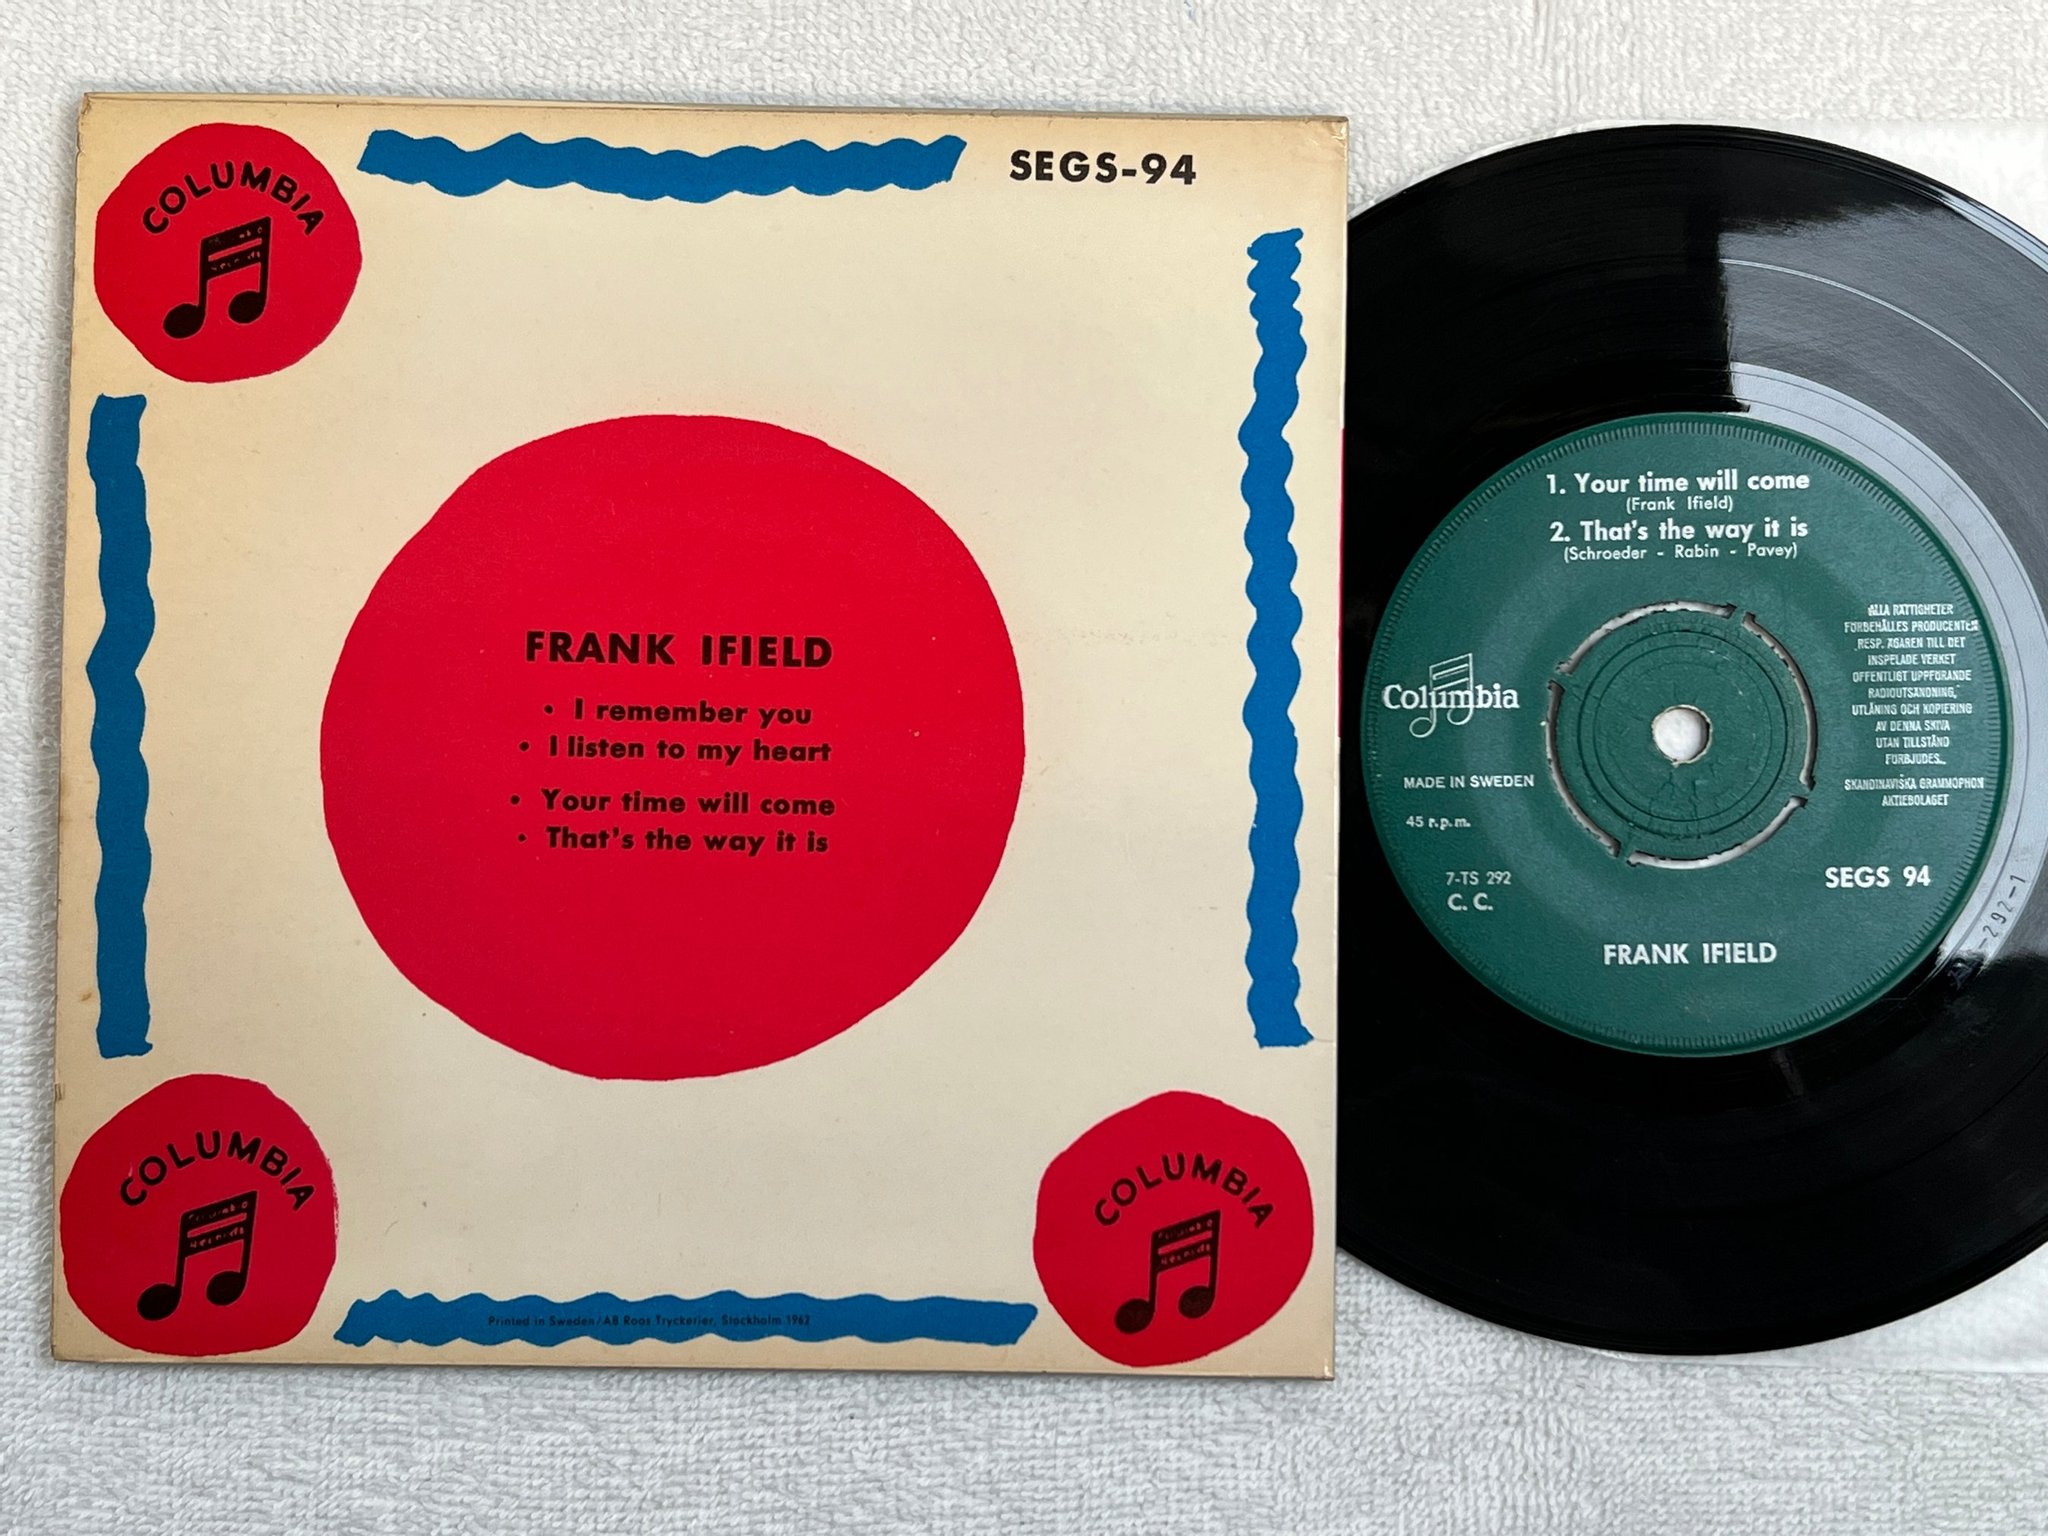 COLUMBIA
SEGS-94
FRANK IFIELD
• I remember you
• I listen to my heart
• Your time will come
• That's the way it is
COLUMBIA
COLUMBIA
Printed in Sweden/AB Roos Tryckerier, Stockholm 1962
1. Your time will come
(Frank Ifield)
2. That's the way it is
(Schroeder - Rabin - Pavey)
Columbia
MADE IN SWEDEN
45 r.p.m.
7-TS 292
C. C.
ALLA RÄTTIGHETER
FÖRBEHÅLLES PRODUCENTEN
RESP. ÄGAREN TILL DET
INSPELADE VERKET
OFFENTLIGT UPPFÖRANDE
RADIOUTSÄNDNING,
UTLÅNING OCH KOPIERING
AV DENNA SKIVA
UTAN TILLSTÅND
FÖRBJUDES.
SKANDINAVISKA GRAMMOPHON
AKTIEBOLAGET
SEGS 94
FRANK IFIELD
-292-1